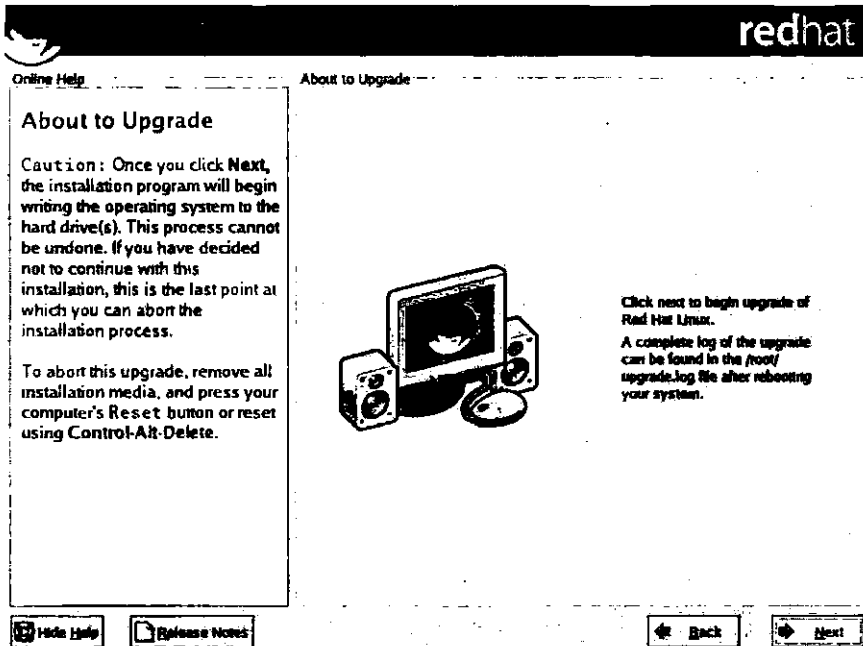 redhat
Online Help
About to Upgrade
About to Upgrade
Caution: Once you click Next,
the installation program will begin
writing the operating system to the
hard drive(s). This process cannot
be undone. If you have decided
not to continue with this
installation, this is the last point at
which you can abort the
installation process.
To abort this upgrade, remove all
installation media, and press your
computer's Reset button or reset
using Control-Alt-Delete.
Click next to begin upgrade of
Red Hat Linux.
A complete log of the upgrade
can be found in the /root/
upgrade.log file after rebooting
your system.
Hide Help
Release Notes
Back
Next